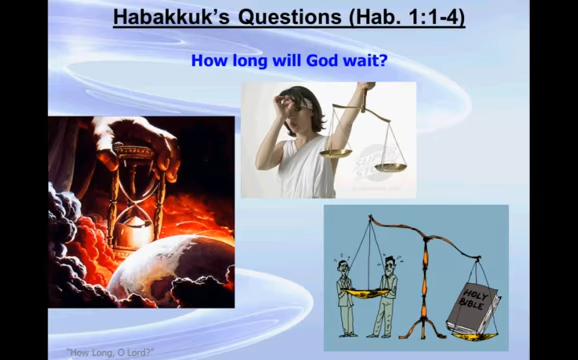 Habakkuk's Questions (Hab. 1:1-4)
How long will God wait?
HOLY
BIBLE
"How Long, O Lord?"